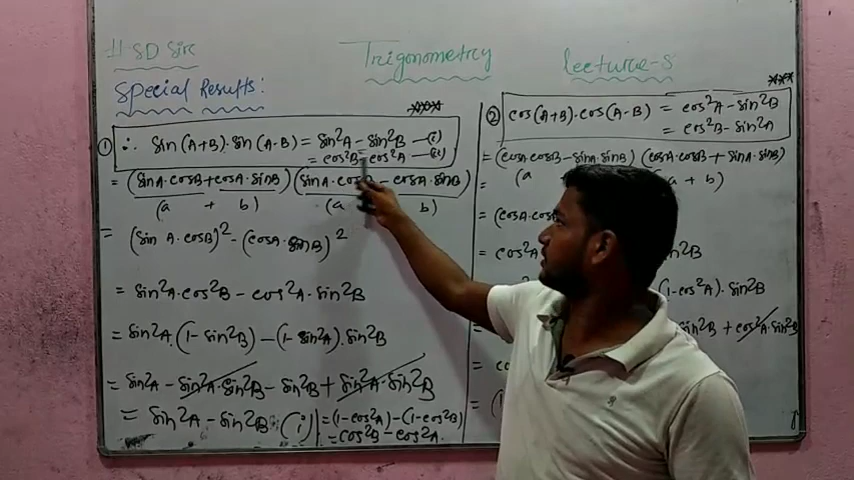 #SD Sir Trigonometry lecture-5
Special Results:
***
① ∴ Sin(A+B).Sin(A-B) = Sin²A - Sin²B —(i)
= cos²B - cos²A —(ii)
= (SinA.cosB+cosA.sinB) (SinA.cosB - cosA.SinB)
(a + b) (a b)
= (Sin A.cosB)² - (cosA.SinB)²
= Sin²A.cos²B - cos²A.Sin²B
= Sin²A.(1-Sin²B) - (1-Sin²A).Sin²B
= Sin²A - Sin²A.Sin²B - Sin²B + Sin²A.Sin²B
= Sin²A - Sin²B (i)
= (1-cos²A) - (1-cos²B)
= cos²B - cos²A.
***
② cos(A+B).cos(A-B) = cos²A - Sin²B
= cos²B - Sin²A
= (cosA cosB - SinA SinB) (cosA cosB + SinA.SinB)
= (a a + b)
= (cosA.cos
= cos²A Sin²B
(1-cos²A).Sin²B
Sin²B + cos²A.Sin²B
= co
= (